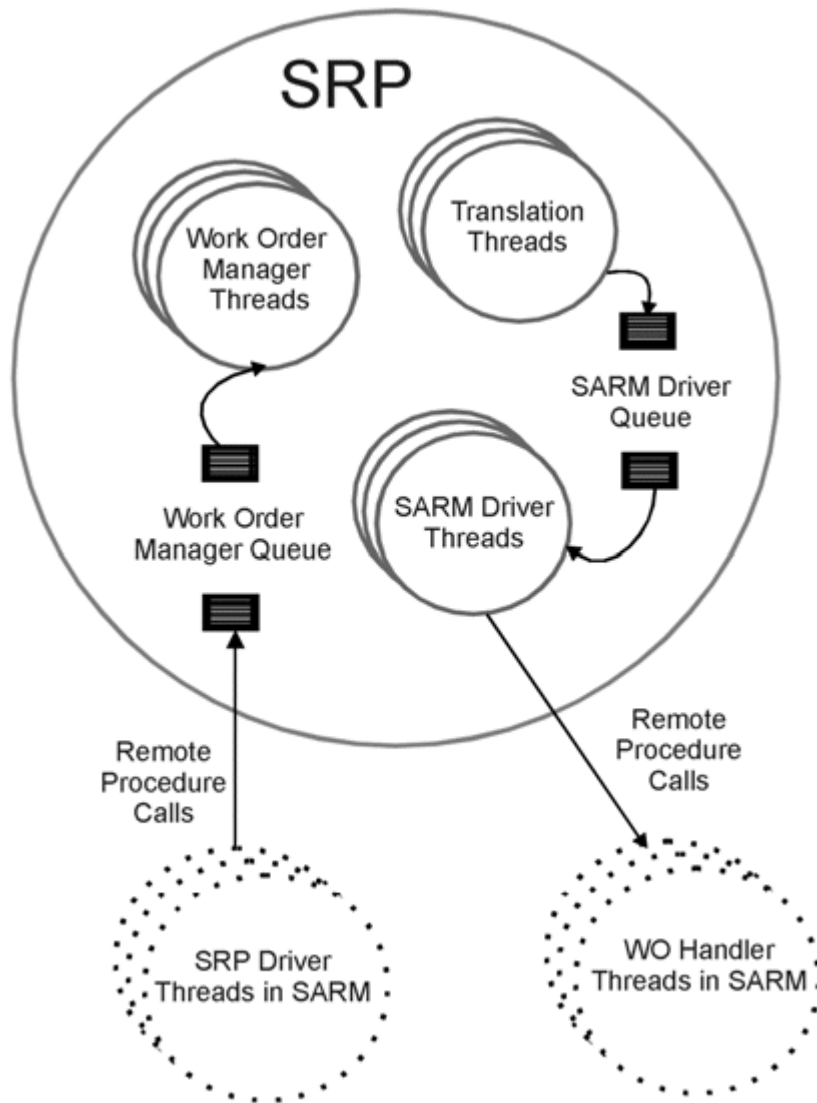 SRP
Work Order
Manager
Threads
Translation
Threads
SARM Driver
Queue
Work Order
Manager Queue
SARM Driver
Threads
Remote
Procedure
Calls
Remote
Procedure
Calls
SRP Driver
Threads in SARM
WO Handler
Threads in SARM